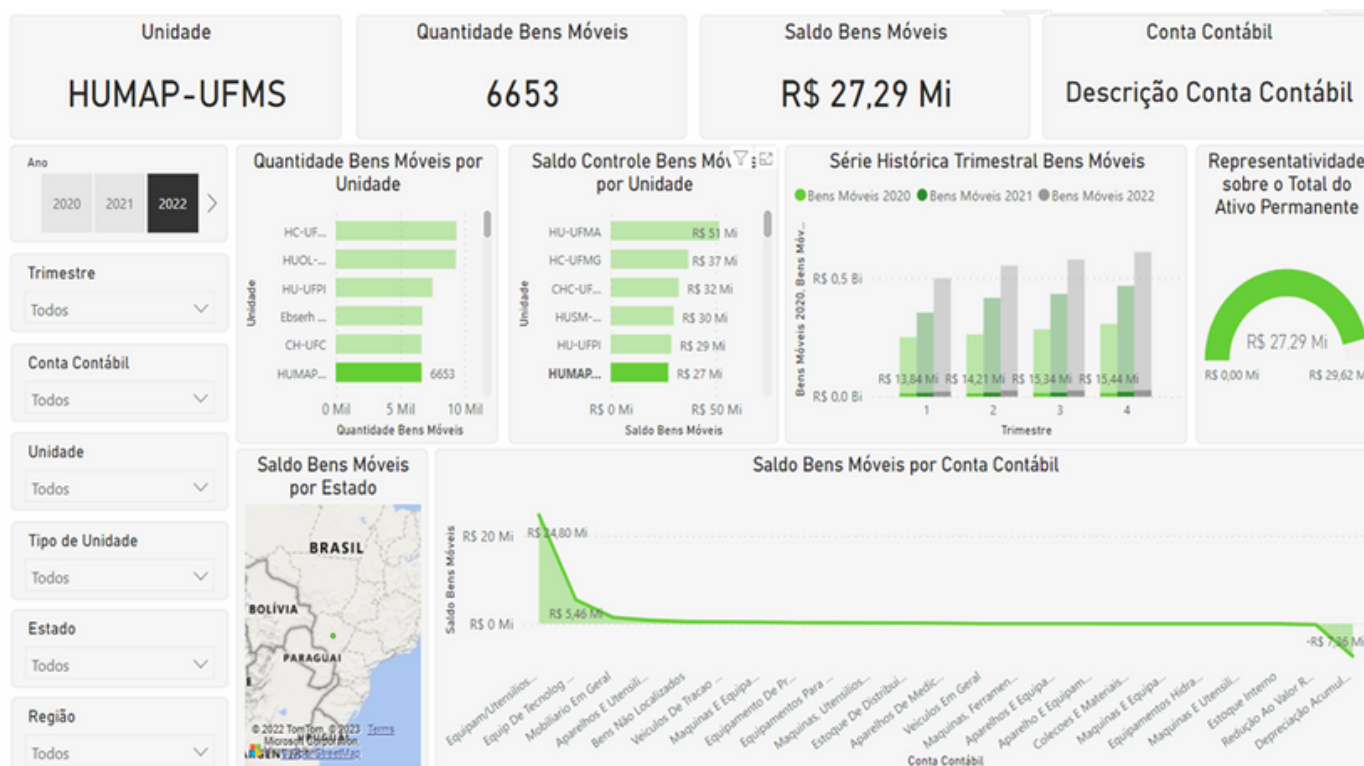 Unidade
HUMAP-UFMS
Quantidade Bens Móveis
6653
Saldo Bens Móveis
R$ 27,29 Mi
Conta Contábil
Descrição Conta Contábil
Ano
2020 2021 2022
Trimestre
Todos
Conta Contábil
Todos
Unidade
Todos
Tipo de Unidade
Todos
Estado
Todos
Região
Todos
Quantidade Bens Móveis por
Unidade
Unidade
HC-UF...
HUOL-...
HU-UFPI
Ebserh ...
CH-UFC
HUMAP... 6653
0 Mil 5 Mil 10 Mil
Quantidade Bens Móveis
Saldo Controle Bens Móv
por Unidade
Unidade
HU-UFMA R$ 51 Mi
HC-UFMG R$ 37 Mi
CHC-UF... R$ 32 Mi
HUSM-... R$ 30 Mi
HU-UFPI R$ 29 Mi
HUMAP... R$ 27 Mi
R$ 0 Mi R$ 50 Mi
Saldo Bens Móveis
Série Histórica Trimestral Bens Móveis
Bens Móveis 2020 Bens Móveis 2021 Bens Móveis 2022
Bens Móveis 2020, Bens Móv...
R$ 0,5 Bi
R$ 0,0 Bi
R$ 13,84 Mi R$ 14,21 Mi R$ 15,34 Mi R$ 15,44 Mi
1 2 3 4
Trimestre
Representatividade
sobre o Total do
Ativo Permanente
R$ 27,29 Mi
R$ 0,00 Mi R$ 29,62 M
Saldo Bens Móveis
por Estado
BRASIL
BOLÍVIA
PARAGUAI
© 2022 TomTom, © 2023 Terms
Microsoft Corporation,
OpenStreetMap
Saldo Bens Móveis por Conta Contábil
Saldo Bens Móveis
R$ 20 Mi
R$ 0 Mi
R$ 24,80 Mi
R$ 5,46 Mi
-R$ 7,36 Mi
Equipam/Utensilios...
Equip De Tecnolog ...
Mobiliario Em Geral
Aparelhos E Utensili...
Bens Não Localizados
Veiculos De Tracao ...
Maquinas E Equipa...
Equipamento De Pr...
Equipamentos Para ...
Maquinas, Utensilios...
Estoque De Distribui...
Aparelhos De Medic...
Veiculos Em Geral
Maquinas, Ferramen...
Aparelhos E Equipa...
Aparelho E Equipam...
Colecoes E Materiais...
Maquinas E Equipa...
Equipamentos Hidra...
Maquinas E Utensili...
Estoque Interno
Redução Ao Valor R...
Depreciação Acumul...
Conta Contábil